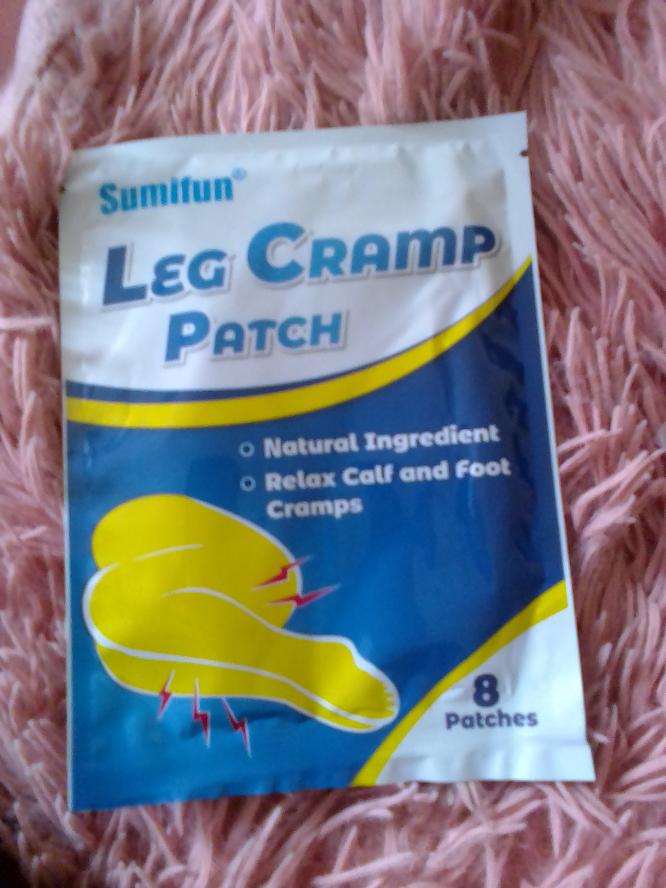 Sumifun®
LEG CRAMP
PATCH
Natural Ingredient
Relax Calf and Foot
Cramps
8
Patches